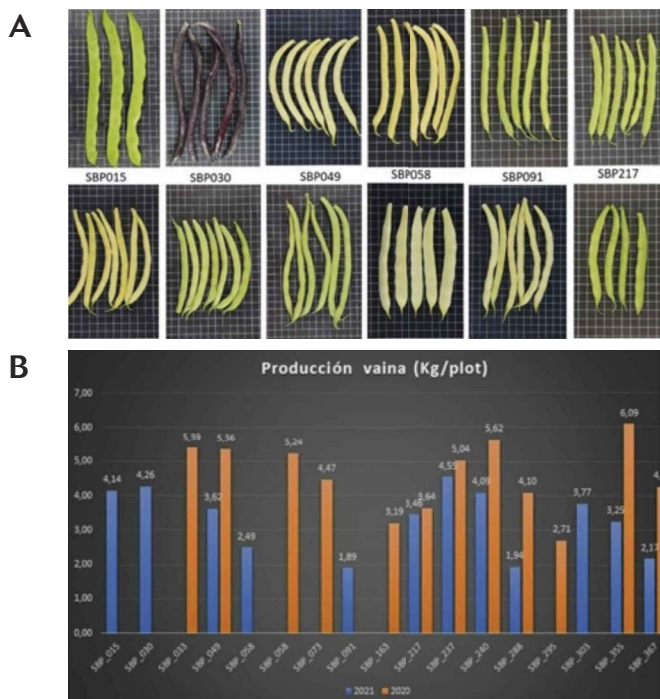 A
SBP015 SBP030 SBP049 SBP058 SBP091 SBP217
B
Producción vaina (Kg/plot)
7,00
6,00
5,00
4,00
3,00
2,00
1,00
0,00
4,14 4,26 5,39 3,62 5,36 2,49 5,24 4,47 1,89 3,19 3,46 3,64 4,55 5,04 4,09 5,62 1,94 4,10 2,71 3,77 3,25 6,09 2,17
SBP_015 SBP_030 SBP_033 SBP_049 SBP_058 SBP_058 SBP_073 SBP_091 SBP_163 SBP_217 SBP_237 SBP_240 SBP_288 SBP_295 SBP_303 SBP_355 SBP_367
2021 2020